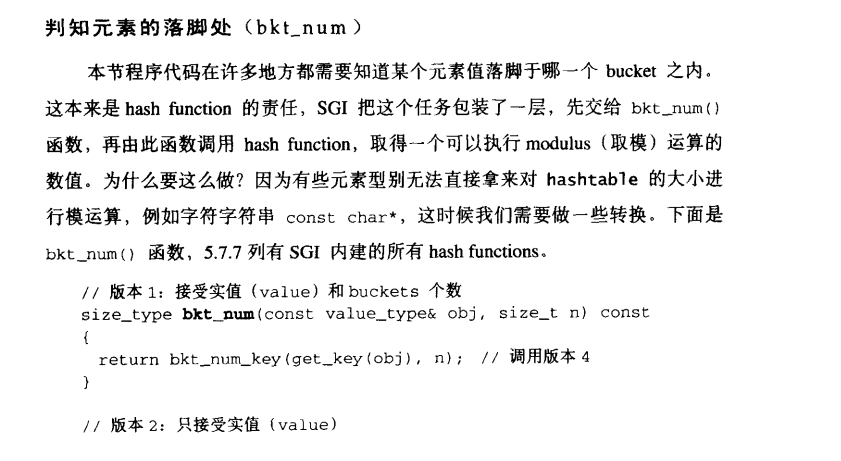 判知元素的落脚处（bkt_num）
本节程序代码在许多地方都需要知道某个元素值落脚于哪一个 bucket 之内。
这本来是 hash function 的责任，SGI 把这个任务包装了一层，先交给 bkt_num()
函数，再由此函数调用 hash function，取得一个可以执行 modulus（取模）运算的
数值。为什么要这么做？因为有些元素型别无法直接拿来对 hashtable 的大小进
行模运算，例如字符字符串 const char*，这时候我们需要做一些转换。下面是
bkt_num() 函数，5.7.7 列有 SGI 内建的所有 hash functions。
// 版本 1：接受实值（value）和 buckets 个数
size_type bkt_num(const value_type& obj, size_t n) const
{
return bkt_num_key(get_key(obj), n); // 调用版本 4
}
// 版本 2：只接受实值（value）